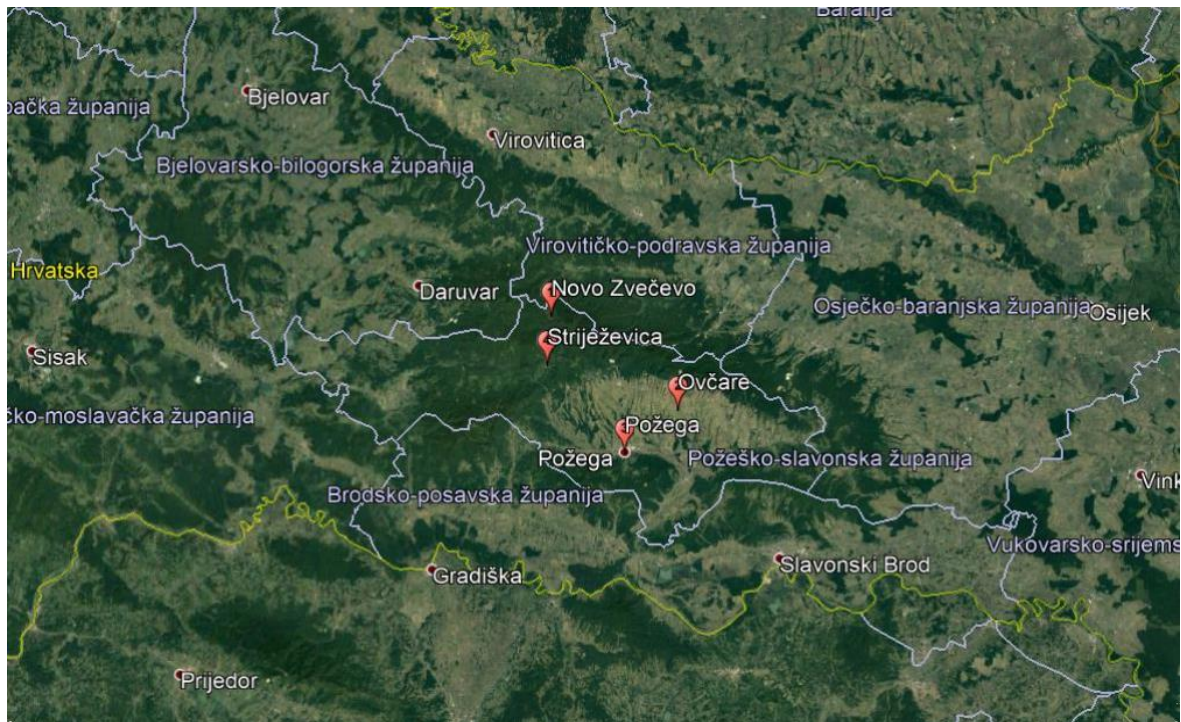 Baranja
pačka županija
Bjelovar
Virovitica
Bjelovarsko-bilogorska županija
Virovitičko-podravska županija
Hrvatska
Daruvar
Novo Zvečevo
Osječko-baranjska županija
Osijek
Striježevica
Sisak
Ovčare
čko-moslavačka županija
Požega
Požega
Požeško-slavonska županija
Vink
Brodsko-posavska županija
Vukovarsko-srijems
Slavonski Brod
Gradiška
Prijedor